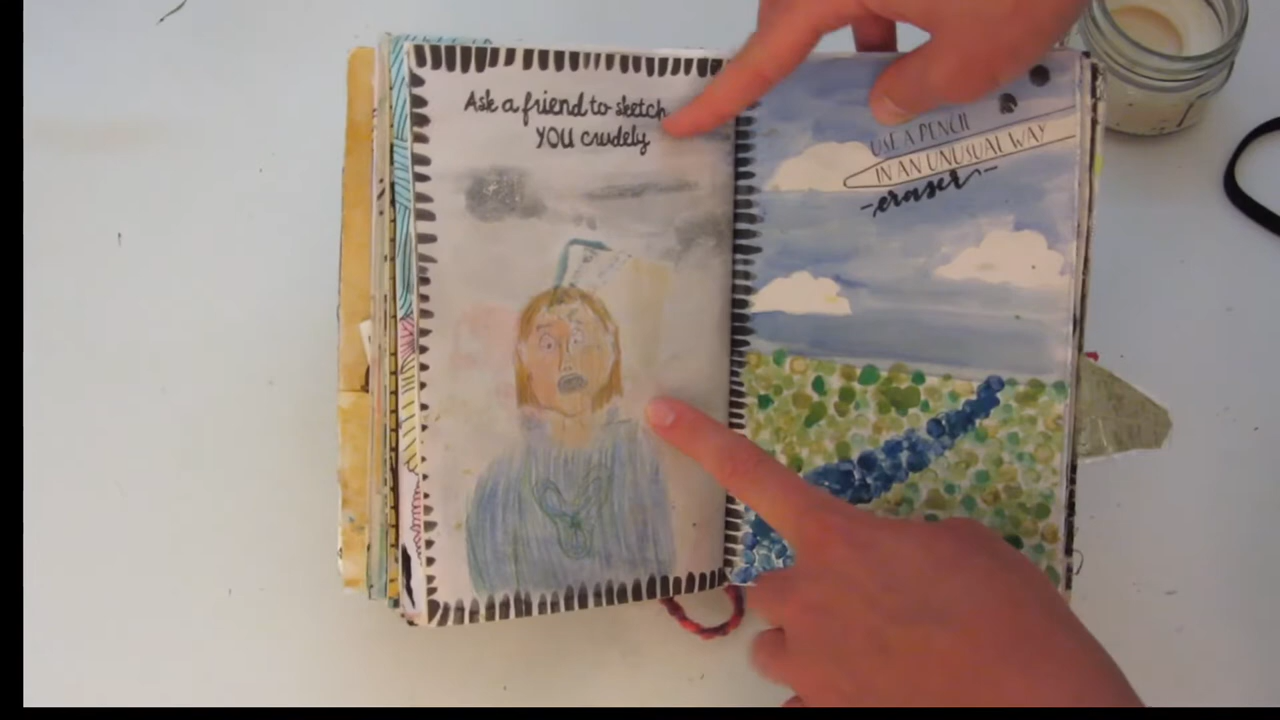 Ask a friend to sketch
YOU crudely
USE A PENCIL
IN AN UNUSUAL WAY
-eraser-